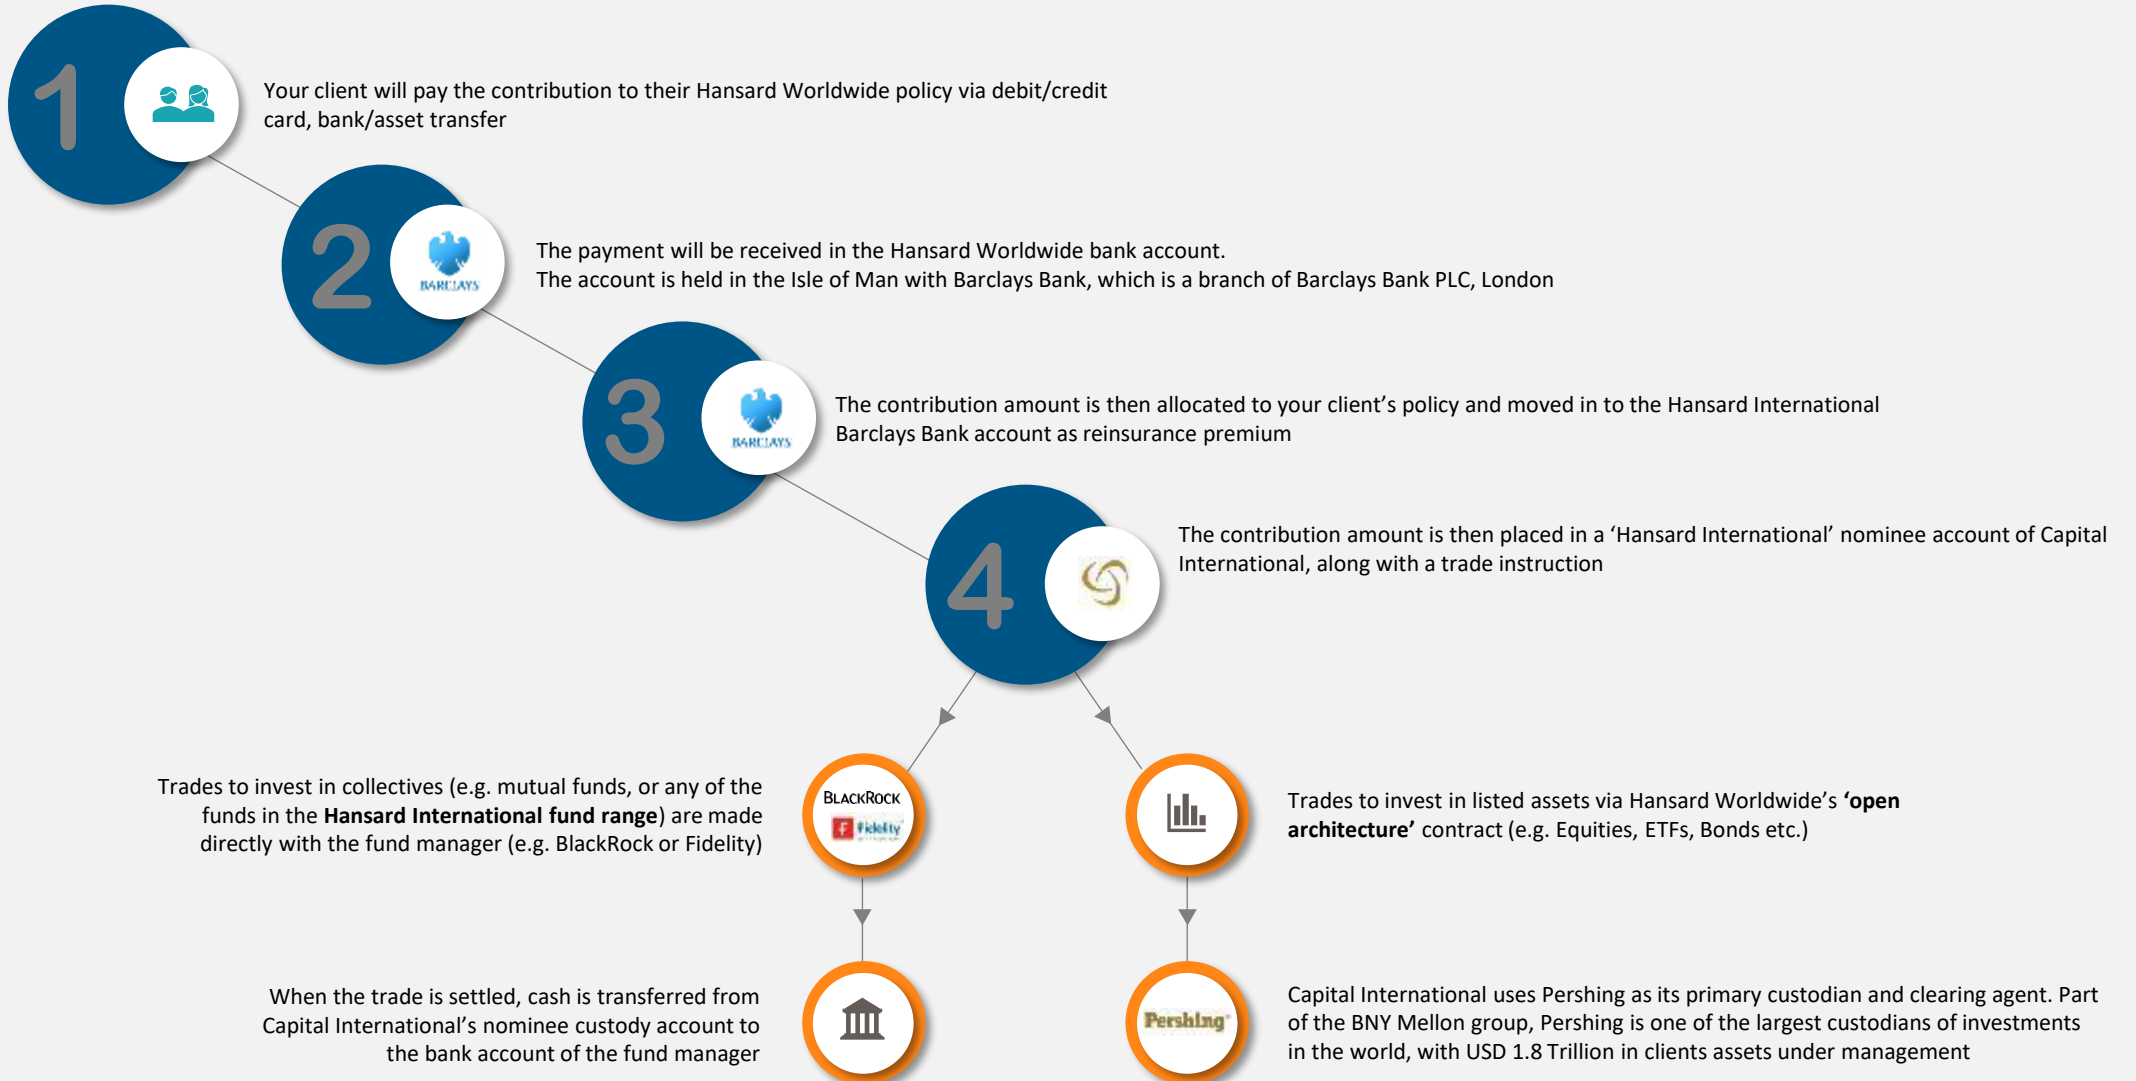 1
Your client will pay the contribution to their Hansard Worldwide policy via debit/credit
card, bank/asset transfer
2
BARCLAYS
The payment will be received in the Hansard Worldwide bank account.
The account is held in the Isle of Man with Barclays Bank, which is a branch of Barclays Bank PLC, London
3
BARCLAYS
The contribution amount is then allocated to your client’s policy and moved in to the Hansard International
Barclays Bank account as reinsurance premium
4
The contribution amount is then placed in a ‘Hansard International’ nominee account of Capital
International, along with a trade instruction
Trades to invest in collectives (e.g. mutual funds, or any of the
funds in the Hansard International fund range) are made
directly with the fund manager (e.g. BlackRock or Fidelity)
BLACKROCK
Fidelity
Trades to invest in listed assets via Hansard Worldwide’s ‘open
architecture’ contract (e.g. Equities, ETFs, Bonds etc.)
When the trade is settled, cash is transferred from
Capital International’s nominee custody account to
the bank account of the fund manager
Pershing
Capital International uses Pershing as its primary custodian and clearing agent. Part
of the BNY Mellon group, Pershing is one of the largest custodians of investments
in the world, with USD 1.8 Trillion in clients assets under management